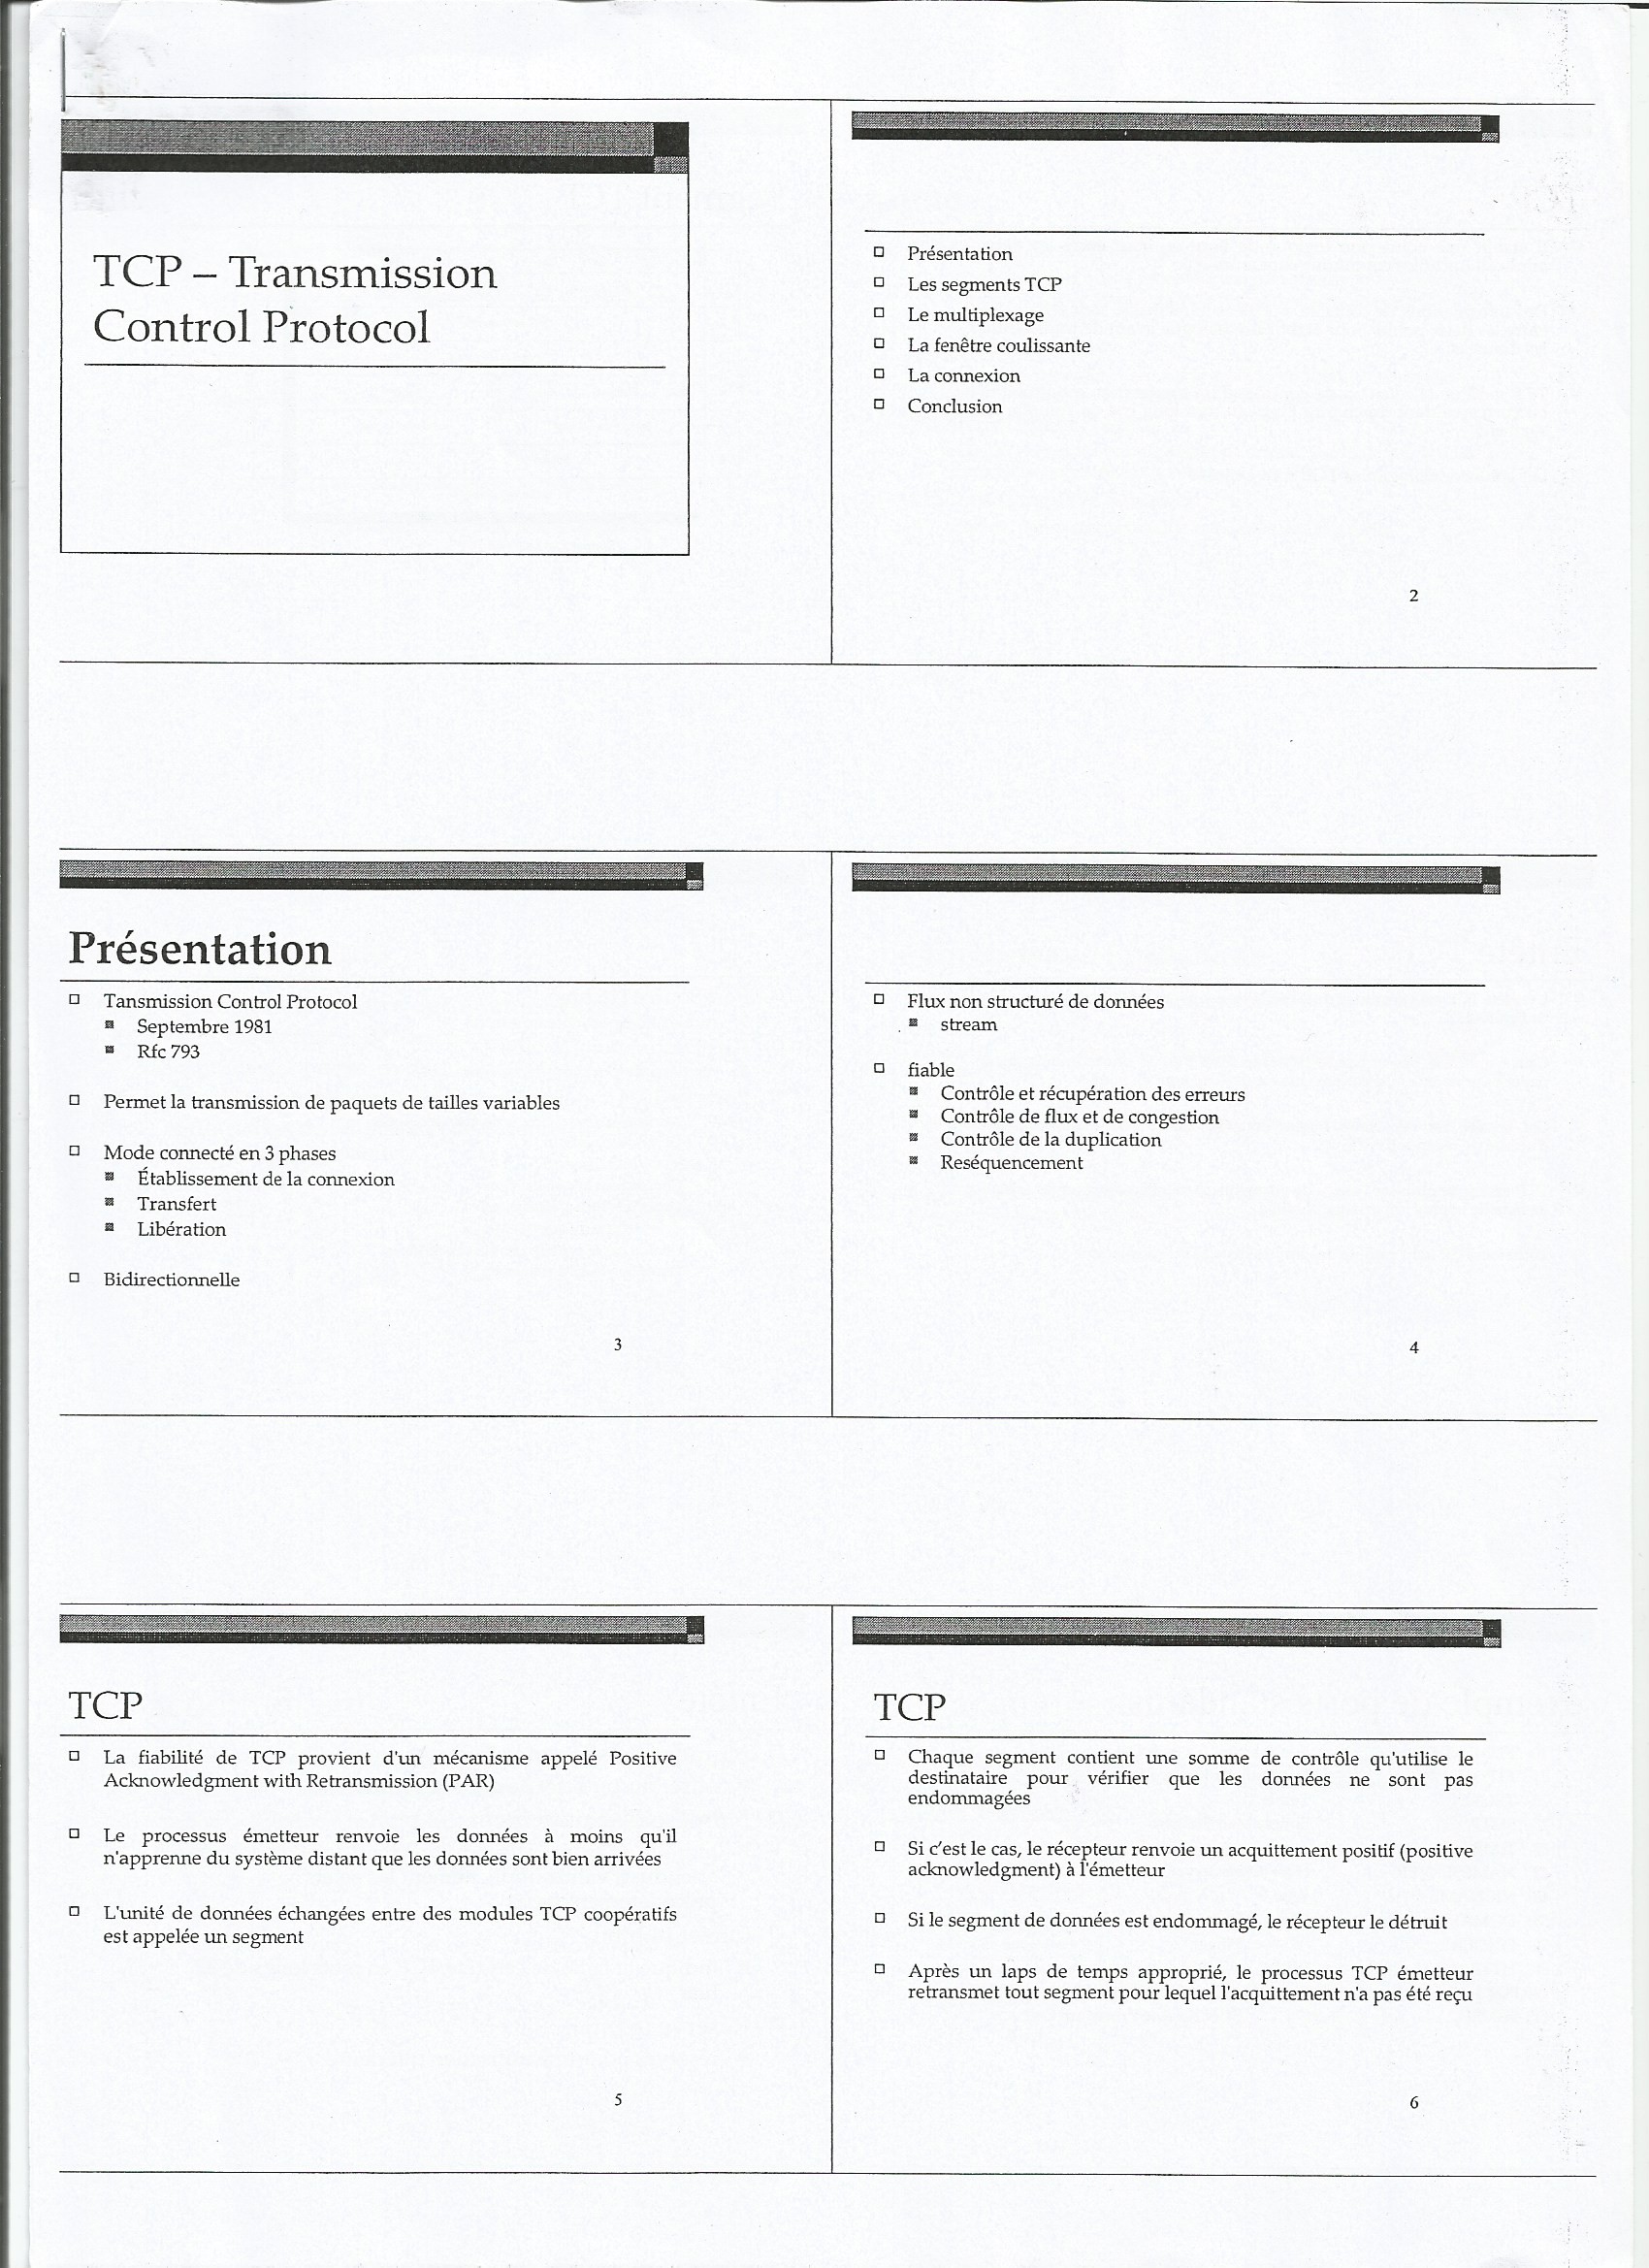 TCP – Transmission
Control Protocol
Présentation
Les segments TCP
Le multiplexage
La fenêtre coulissante
La connexion
Conclusion
2
Présentation
Tansmission Control Protocol
Septembre 1981
Rfc 793
Permet la transmission de paquets de tailles variables
Mode connecté en 3 phases
Établissement de la connexion
Transfert
Libération
Bidirectionnelle
3
Flux non structuré de données
stream
fiable
Contrôle et récupération des erreurs
Contrôle de flux et de congestion
Contrôle de la duplication
Reséquencement
4
TCP
La fiabilité de TCP provient d'un mécanisme appelé Positive
Acknowledgment with Retransmission (PAR)
Le processus émetteur renvoie les données à moins qu'il
n'apprenne du système distant que les données sont bien arrivées
L'unité de données échangées entre des modules TCP coopératifs
est appelée un segment
5
TCP
Chaque segment contient une somme de contrôle qu'utilise le
destinataire pour vérifier que les données ne sont pas
endommagées
Si c'est le cas, le récepteur renvoie un acquittement positif (positive
acknowledgment) à l'émetteur
Si le segment de données est endommagé, le récepteur le détruit
Après un laps de temps approprié, le processus TCP émetteur
retransmet tout segment pour lequel l'acquittement n'a pas été reçu
6